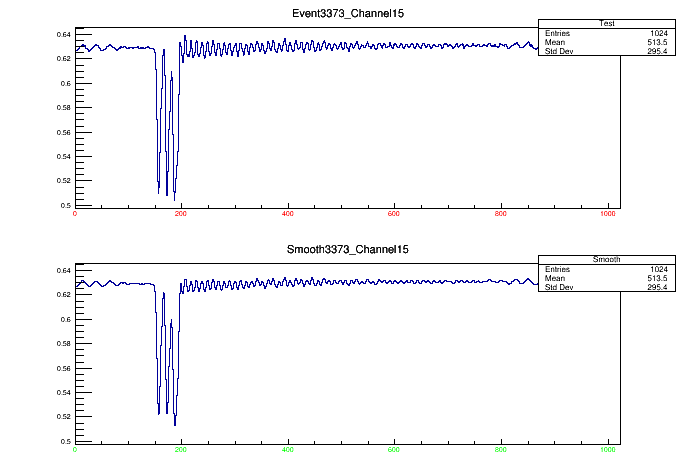 Event3373_Channel15
Test
Entries 1024
Mean 513.5
Std Dev 295.4
0.64
0.62
0.6
0.58
0.56
0.54
0.52
0.5
0 200 400 600 800 1000
Smooth3373_Channel15
Smooth
Entries 1024
Mean 513.5
Std Dev 295.4
0.64
0.62
0.6
0.58
0.56
0.54
0.52
0.5
0 200 400 600 800 1000